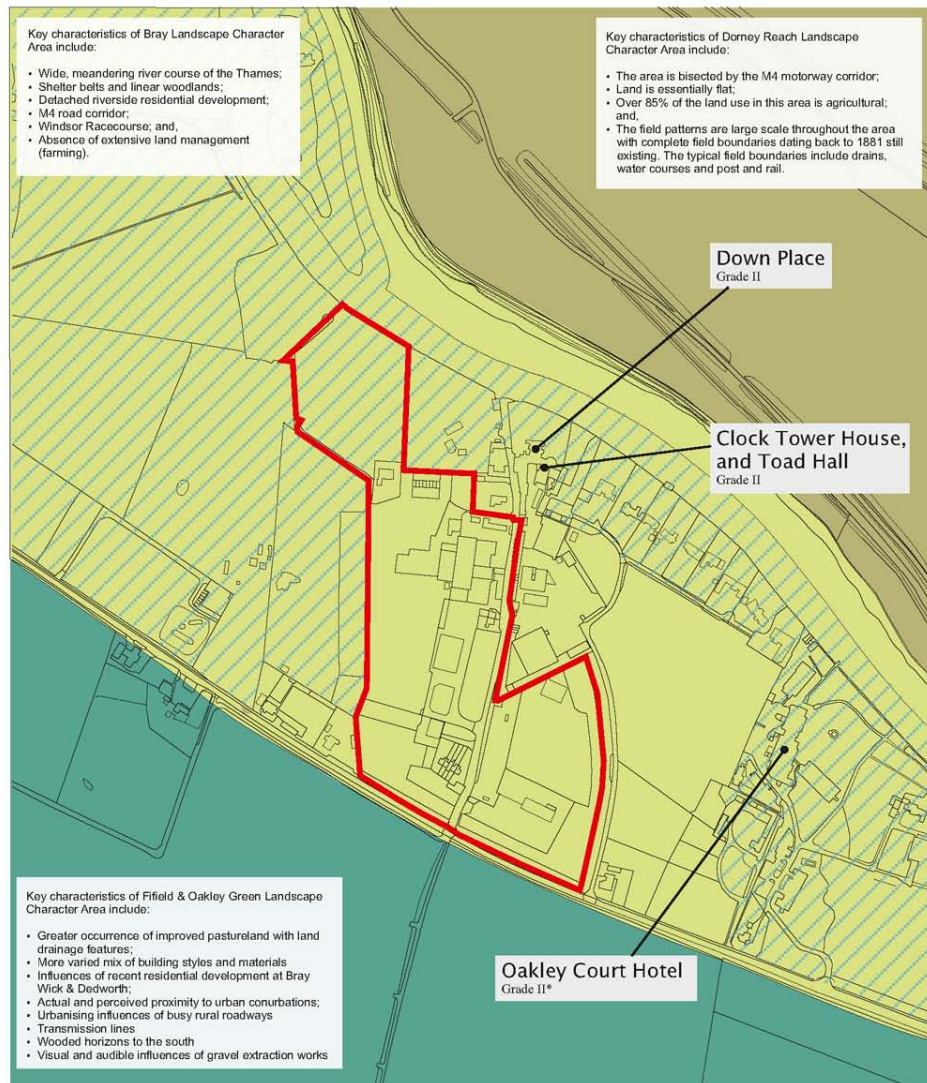 Key characteristics of Bray Landscape Character
Area include:
• Wide, meandering river course of the Thames;
• Shelter belts and linear woodlands;
• Detached riverside residential development;
• M4 road corridor;
• Windsor Racecourse; and,
• Absence of extensive land management
(farming).
Key characteristics of Dorney Reach Landscape
Character Area include:
• The area is bisected by the M4 motorway corridor;
• Land is essentially flat;
• Over 85% of the land use in this area is agricultural;
and,
• The field patterns are large scale throughout the area
with complete field boundaries dating back to 1881 still
existing. The typical field boundaries include drains,
water courses and post and rail.
Down Place
Grade II
Clock Tower House,
and Toad Hall
Grade II
Oakley Court Hotel
Grade II*
Key characteristics of Fifield & Oakley Green Landscape
Character Area include:
• Greater occurrence of improved pastureland with land
drainage features;
• More varied mix of building styles and materials
• Influences of recent residential development at Bray
Wick & Dedworth;
• Actual and perceived proximity to urban conurbations;
• Urbanising influences of busy rural roadways
• Transmission lines
• Wooded horizons to the south
• Visual and audible influences of gravel extraction works